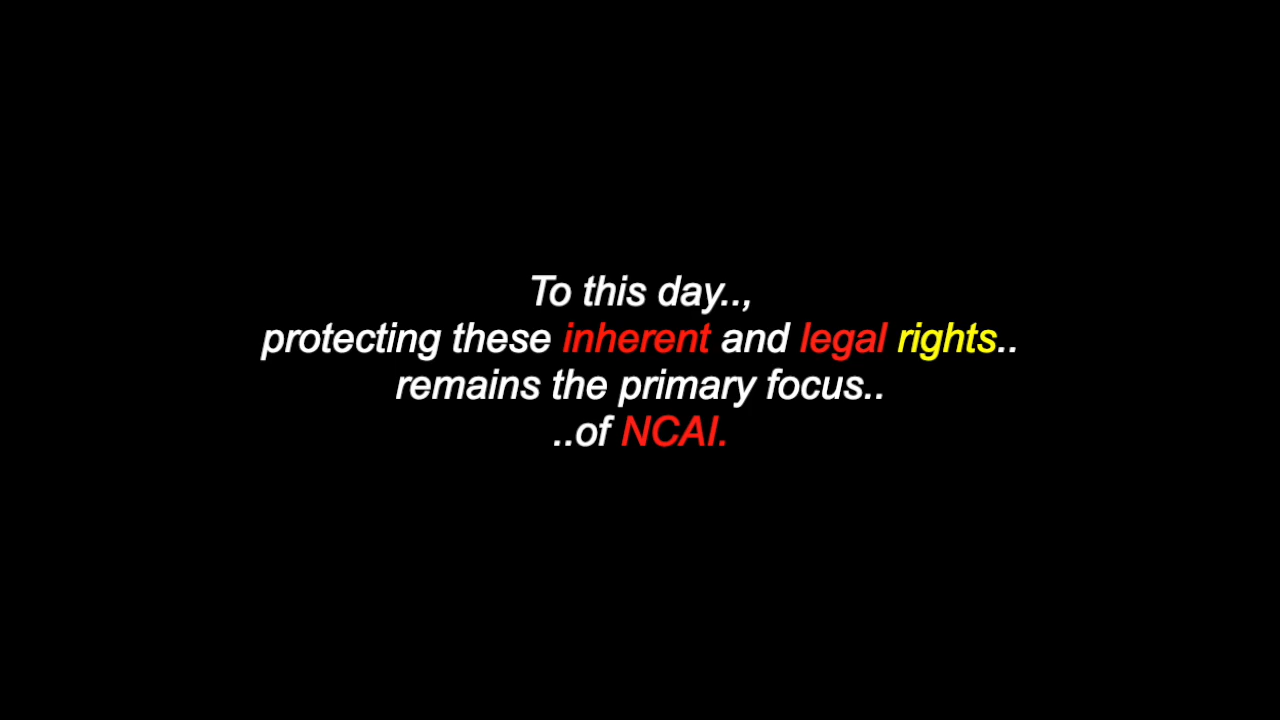 To this day..,
protecting these inherent and legal rights..
remains the primary focus..
..of NCAI.